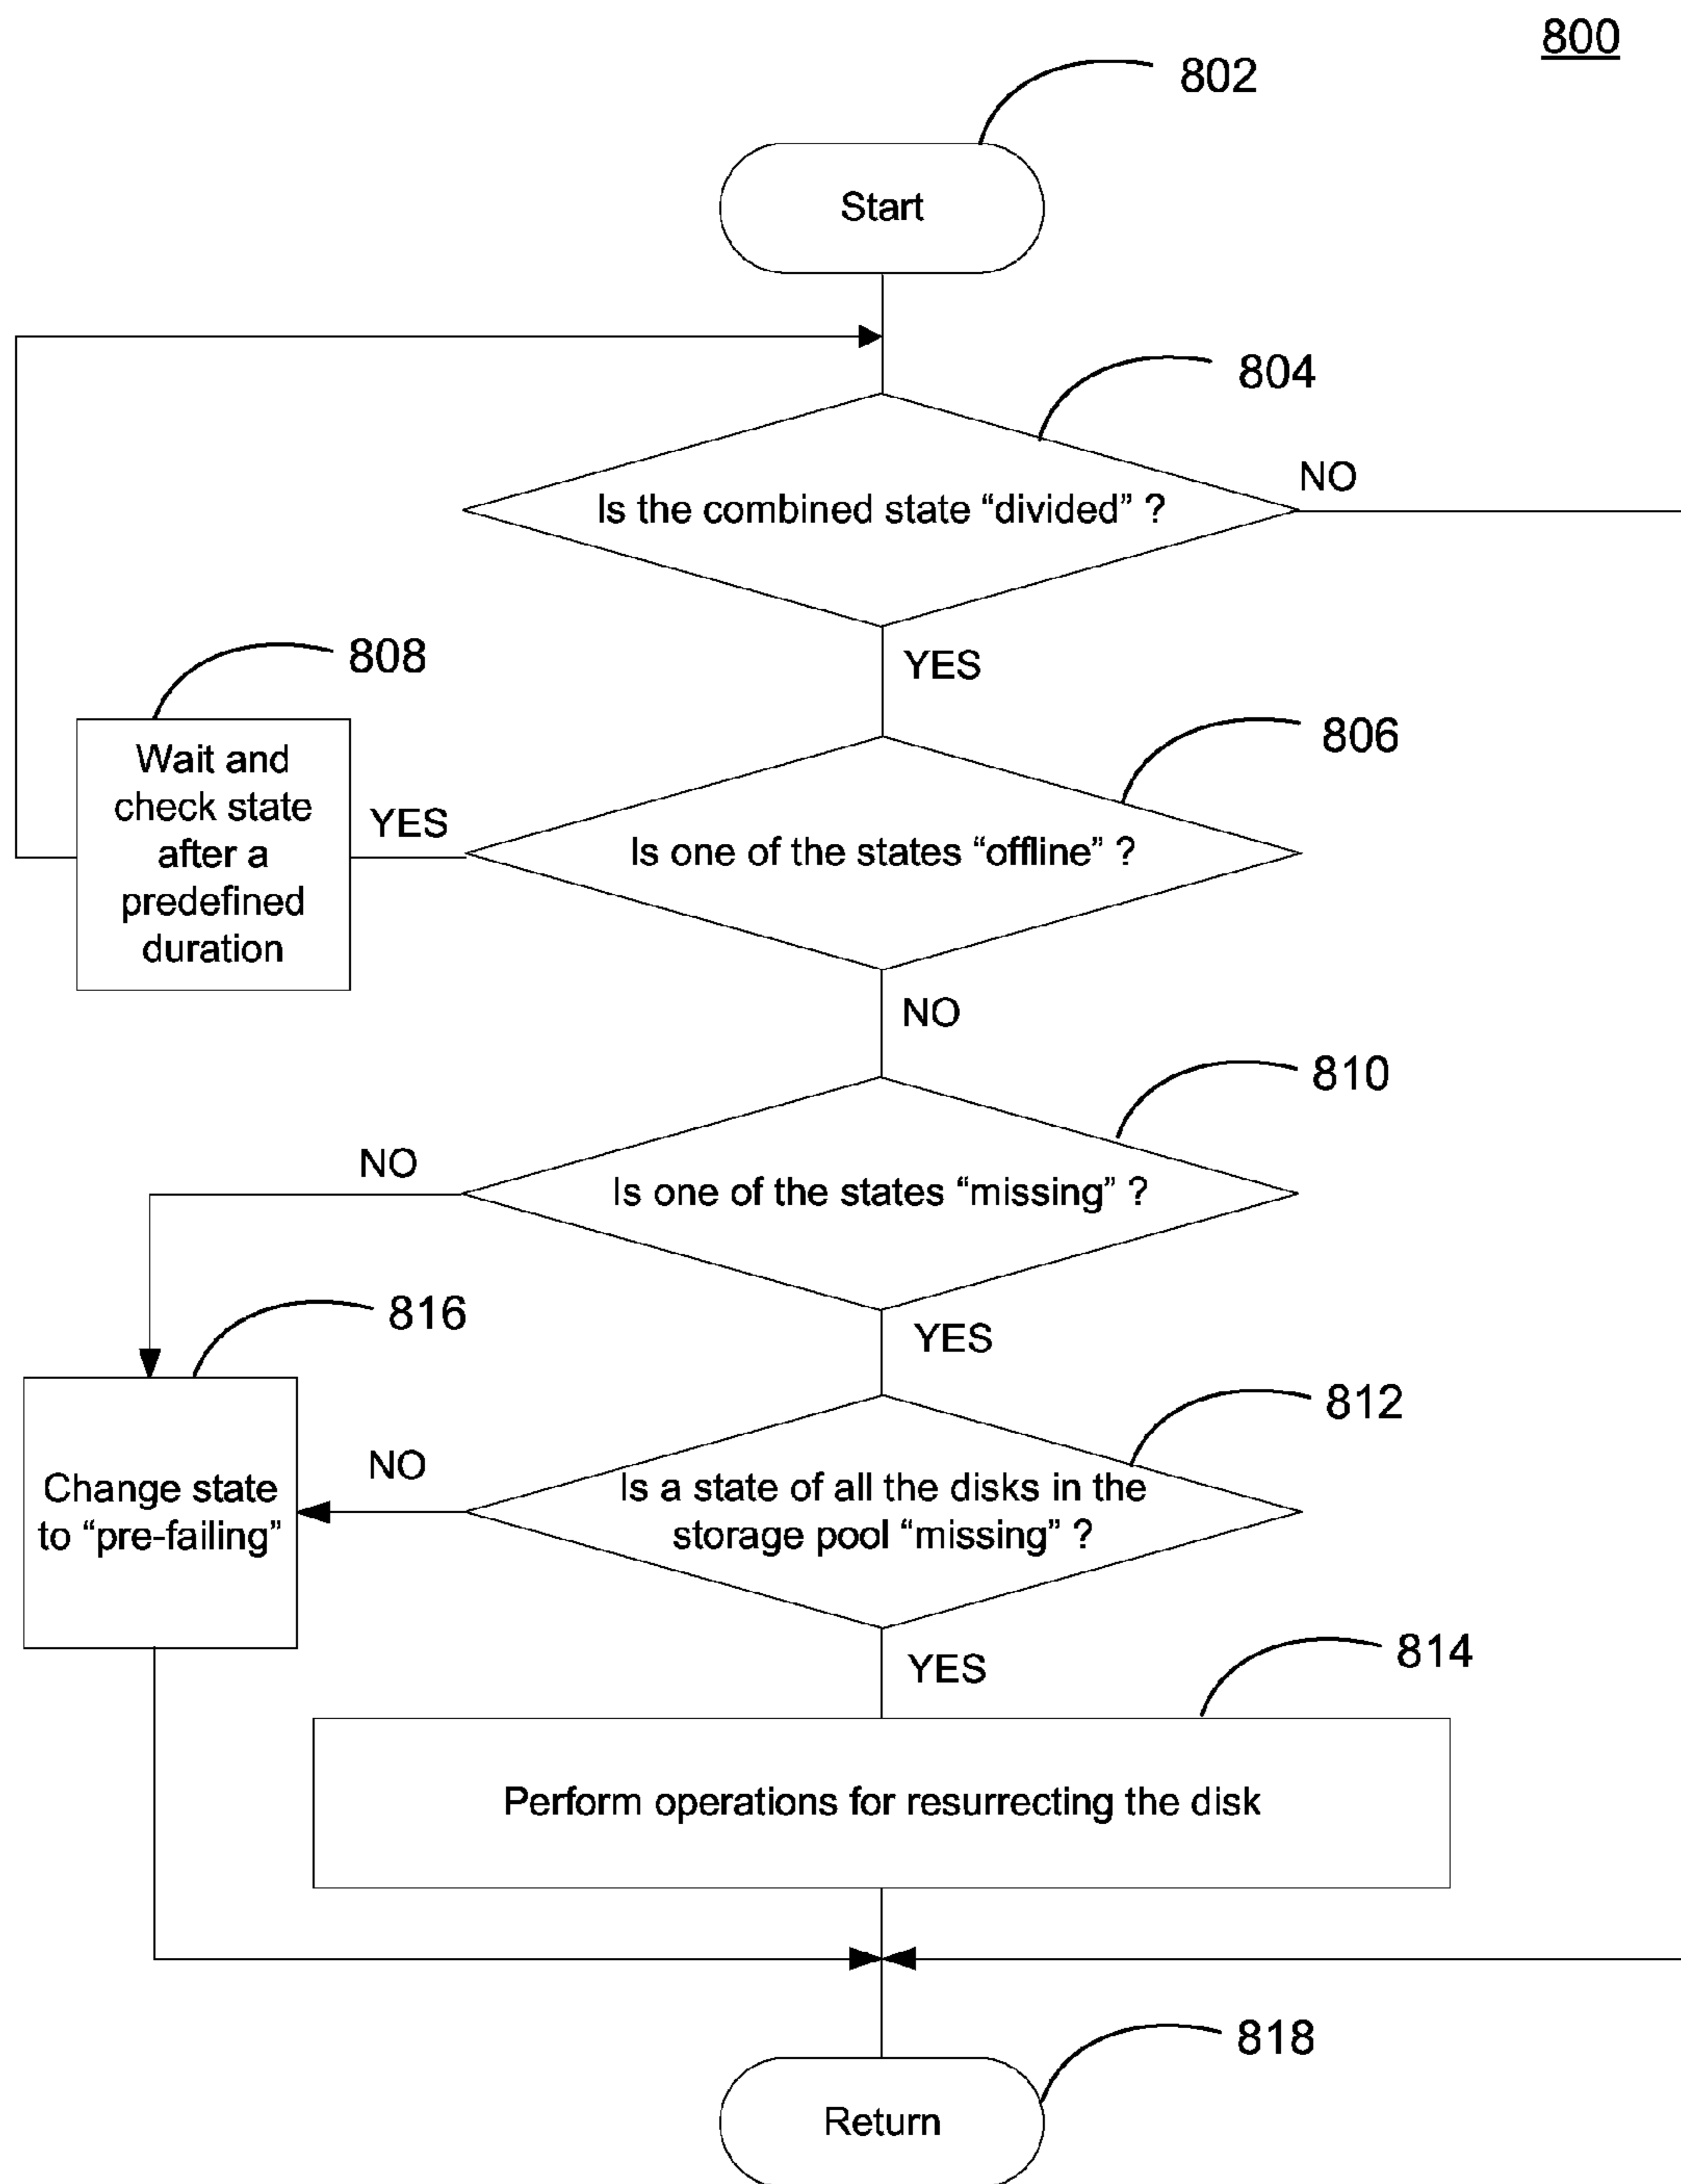 800
802
Start
804
Is the combined state “divided” ?
NO
YES
808
Wait and
check state
after a
predefined
duration
YES
806
Is one of the states “offline” ?
NO
810
Is one of the states “missing” ?
NO
YES
816
Change state
to “pre-failing”
NO
812
Is a state of all the disks in the
storage pool “missing” ?
YES
814
Perform operations for resurrecting the disk
818
Return